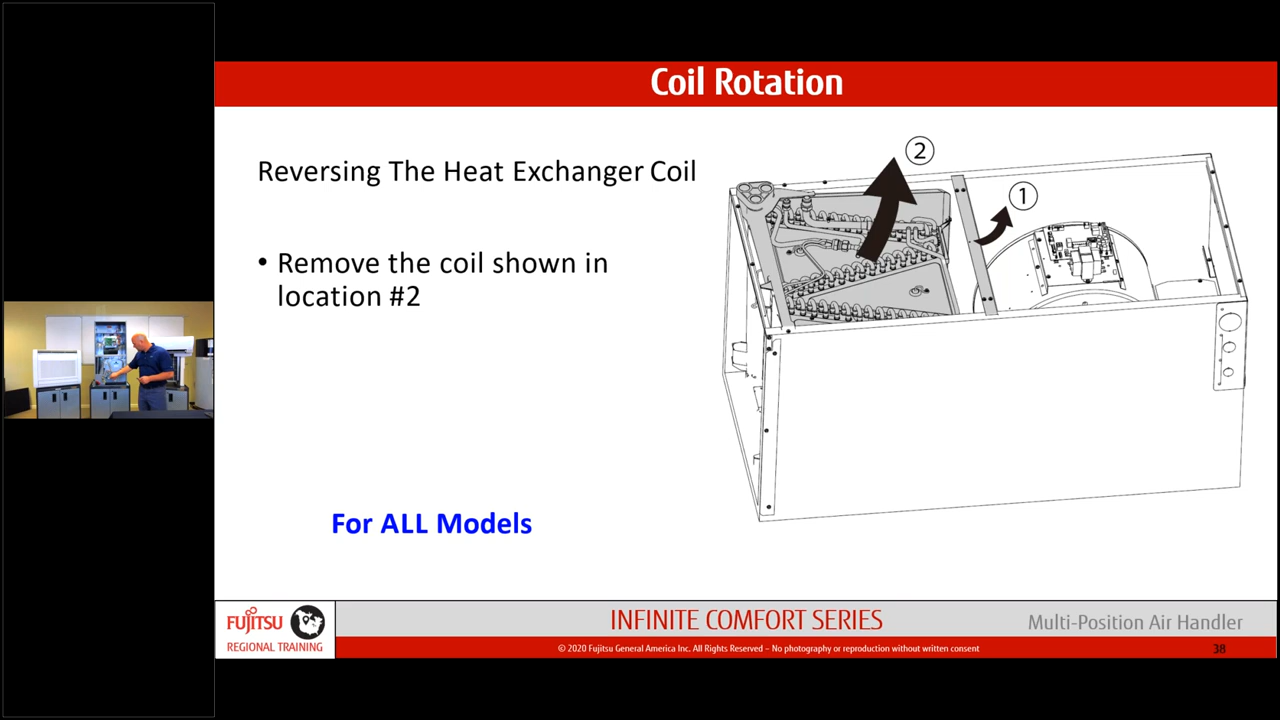 Coil Rotation
Reversing The Heat Exchanger Coil
• Remove the coil shown in
location #2
For ALL Models
②
①
FUJITSU
REGIONAL TRAINING
INFINITE COMFORT SERIES
Multi-Position Air Handler
© 2020 Fujitsu General America Inc. All Rights Reserved – No photography or reproduction without written consent
38